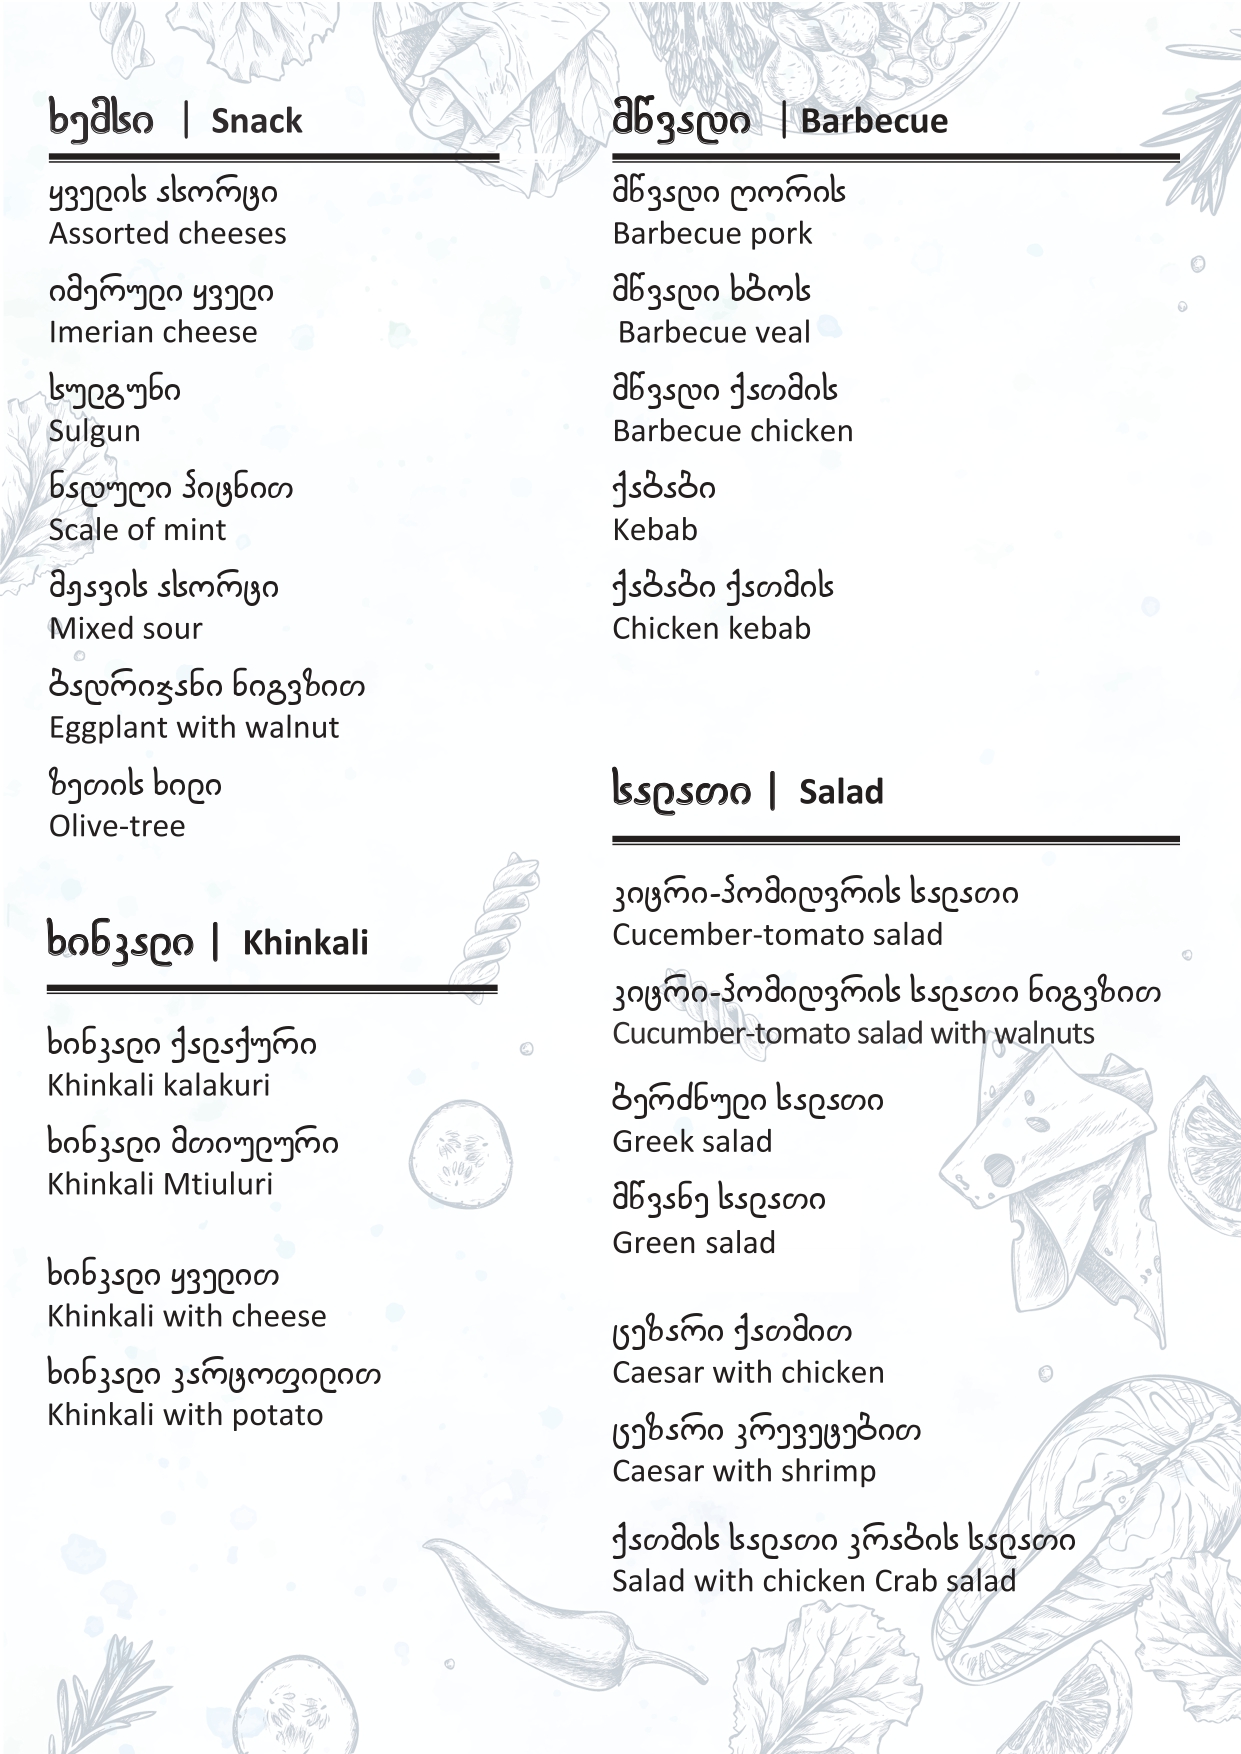 ხემსი | Snack
ყველის ასორტი
Assorted cheeses
იმერული ყველი
Imerian cheese
სულგუნი
Sulgun
ნადუღი პიტნით
Scale of mint
მჟავის ასორტი
Mixed sour
ბადრიჯანი ნიგვზით
Eggplant with walnut
ზეთის ხილი
Olive-tree
ხინკალი | Khinkali
ხინკალი ქალაქური
Khinkali kalakuri
ხინკალი მთიულური
Khinkali Mtiuluri
ხინკალი ყველით
Khinkali with cheese
ხინკალი კარტოფილით
Khinkali with potato
მწვადი | Barbecue
მწვადი ღორის
Barbecue pork
მწვადი ხბოს
Barbecue veal
მწვადი ქათმის
Barbecue chicken
ქაბაბი
Kebab
ქაბაბი ქათმის
Chicken kebab
სალათი | Salad
კიტრი-პომიდვრის სალათი
Cucember-tomato salad
კიტრი-პომიდვრის სალათი ნიგვზით
Cucumber-tomato salad with walnuts
ბერძნული სალათი
Greek salad
მწვანე სალათი
Green salad
ცეზარი ქათმით
Caesar with chicken
ცეზარი კრევეტებით
Caesar with shrimp
ქათმის სალათი კრაბის სალათი
Salad with chicken Crab salad